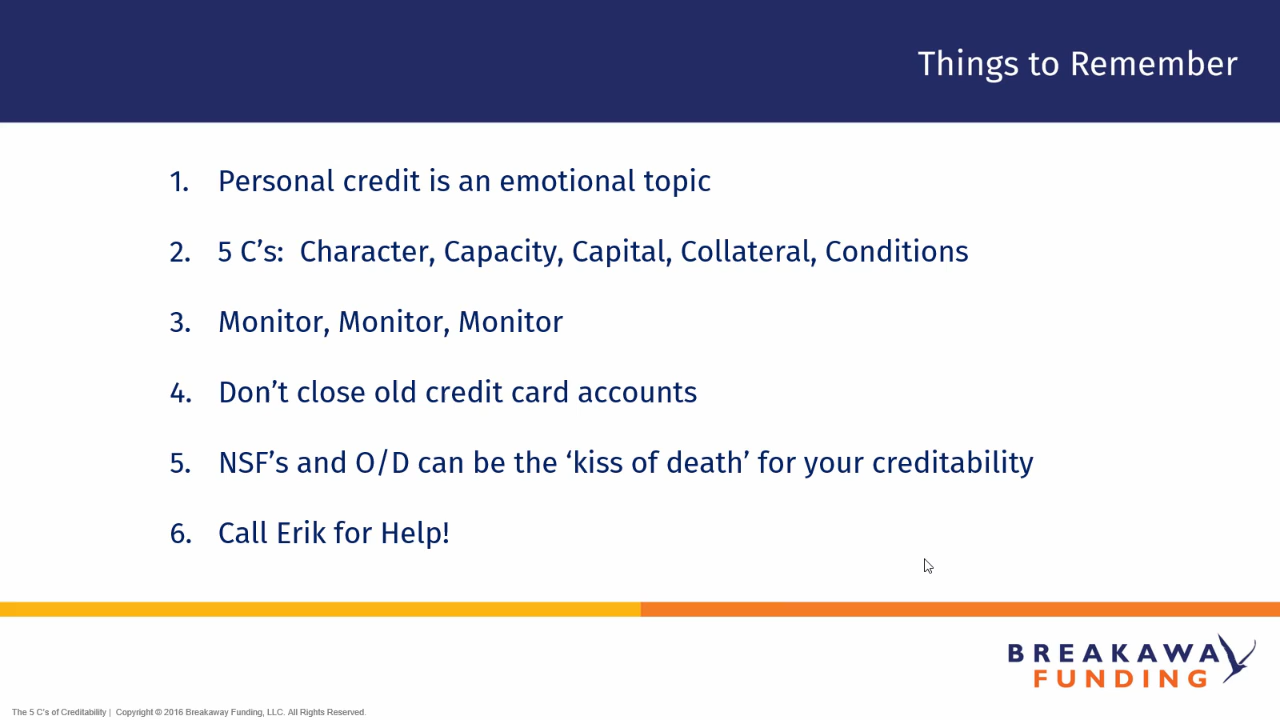 Things to Remember
1. Personal credit is an emotional topic
2. 5 C’s:  Character, Capacity, Capital, Collateral, Conditions
3. Monitor, Monitor, Monitor
4. Don’t close old credit card accounts
5. NSF’s and O/D can be the ‘kiss of death’ for your creditability
6. Call Erik for Help!
BREAKAWAY
FUNDING
The 5 C's of Creditability | Copyright © 2016 Breakaway Funding, LLC. All Rights Reserved.